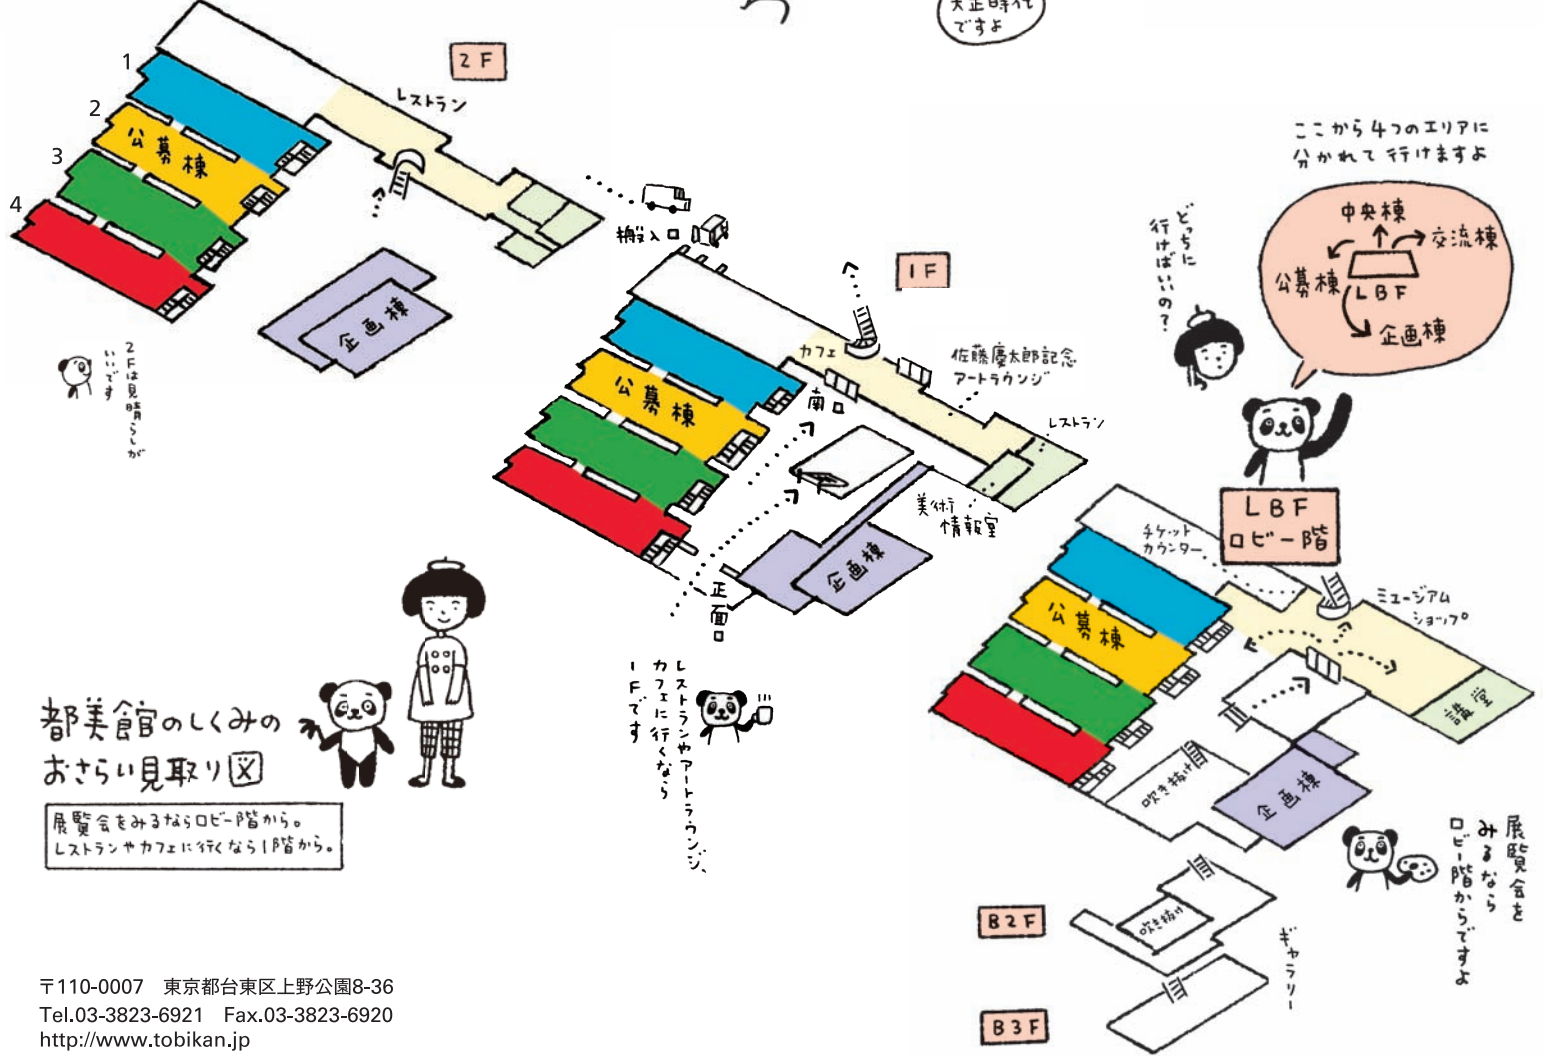 大正時代
ですよ
2F
レストラン
1
2
3
4
公募棟
企画棟
2Fは見晴らしが
いいです
搬入口
1F
カフェ
佐藤慶太郎記念
アートラウンジ
南口
レストラン
公募棟
美術
情報室
企画棟
正面口
レストランやアートラウンジ、
カフェに行くなら
1Fです
ここから4つのエリアに
分かれて行けますよ
中央棟
交流棟
公募棟
LBF
企画棟
どっちに
行けばいいの?
LBF
ロビー階
チケット
カウンター
ミュージアム
ショップ
公募棟
講堂
吹き抜け
企画棟
展覧会を
みるなら
ロビー階からですよ
B2F
吹き抜け
ギャラリー
B3F
都美館のしくみの
おさらい見取り図
展覧会をみるならロビー階から。
レストランやカフェに行くなら1階から。
〒110-0007 東京都台東区上野公園8-36
Tel.03-3823-6921 Fax.03-3823-6920
http://www.tobikan.jp